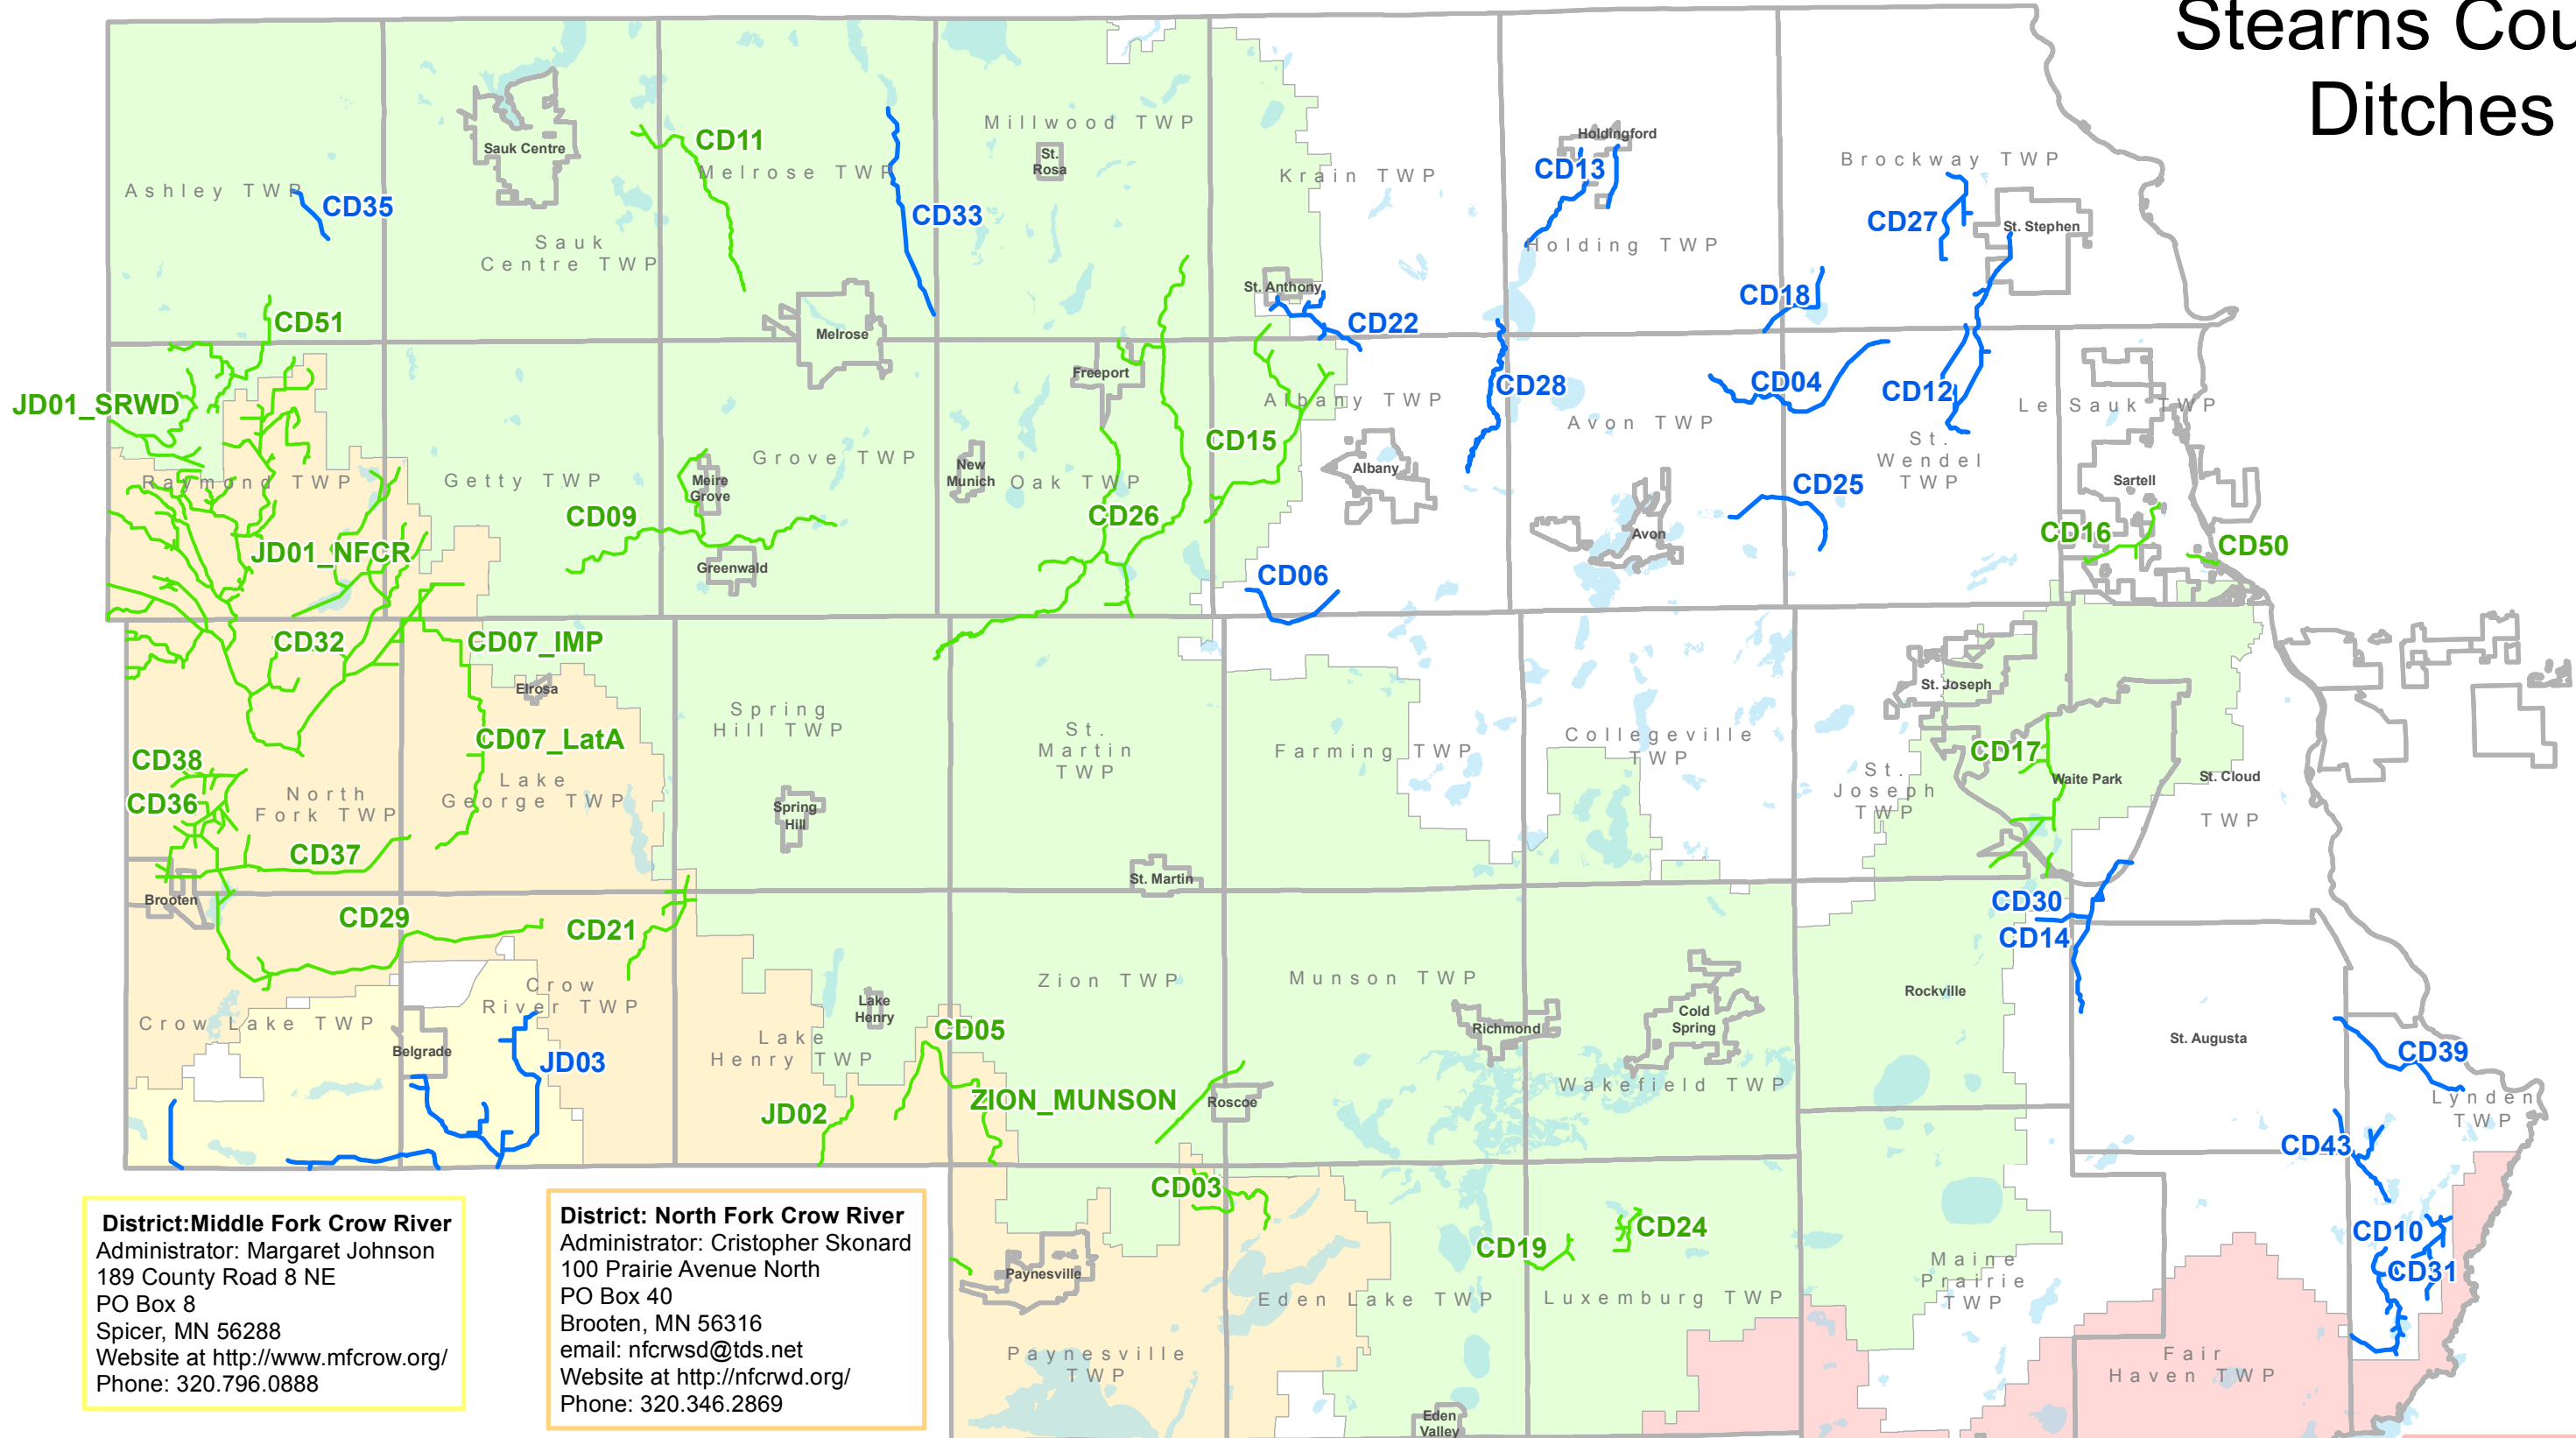 Stearns Cou
Ditches
Ashley TWP
CD35
Sauk Centre
Sauk
Centre TWP
CD11
Melrose TWP
CD33
Millwood TWP
St.
Rosa
Krain TWP
St. Anthony
CD22
Holdingford
CD13
Holding TWP
Brockway TWP
CD27
St. Stephen
CD18
CD51
JD01_SRWD
Raymond TWP
JD01_NFCR
Getty TWP
Melrose
Grove TWP
Meire
Grove
CD09
Greenwald
Freeport
New
Munich
Oak TWP
CD26
CD15
Albany TWP
Albany
CD06
CD28
Avon TWP
Avon
CD04
CD12
CD25
St.
Wendel
TWP
Le Sauk TWP
Sartell
CD16
CD50
CD32
CD07_IMP
Elrosa
CD07_LatA
CD38
CD36
North
Fork TWP
Lake
George TWP
CD37
Brooten
Spring
Hill TWP
Spring
Hill
St.
Martin
TWP
St. Martin
Farming TWP
Collegeville
TWP
St. Joseph
St.
Joseph
TWP
CD17
Waite Park
St. Cloud
TWP
CD29
CD21
Crow
River TWP
Crow Lake TWP
Belgrade
JD03
Lake
Henry
Lake
Henry TWP
CD05
JD02
ZION_MUNSON
Zion TWP
Roscoe
Munson TWP
Richmond
Cold
Spring
Wakefield TWP
Rockville
CD30
CD14
St. Augusta
CD39
Lynden
TWP
CD43
CD10
CD31
CD03
Paynesville
Paynesville
TWP
Eden Lake TWP
Eden
Valley
CD19
CD24
Luxemburg TWP
Maine
Prairie
TWP
Fair
Haven TWP
District:Middle Fork Crow River
Administrator: Margaret Johnson
189 County Road 8 NE
PO Box 8
Spicer, MN 56288
Website at http://www.mfcrow.org/
Phone: 320.796.0888
District: North Fork Crow River
Administrator: Cristopher Skonard
100 Prairie Avenue North
PO Box 40
Brooten, MN 56316
email: nfcrwsd@tds.net
Website at http://nfcrwd.org/
Phone: 320.346.2869